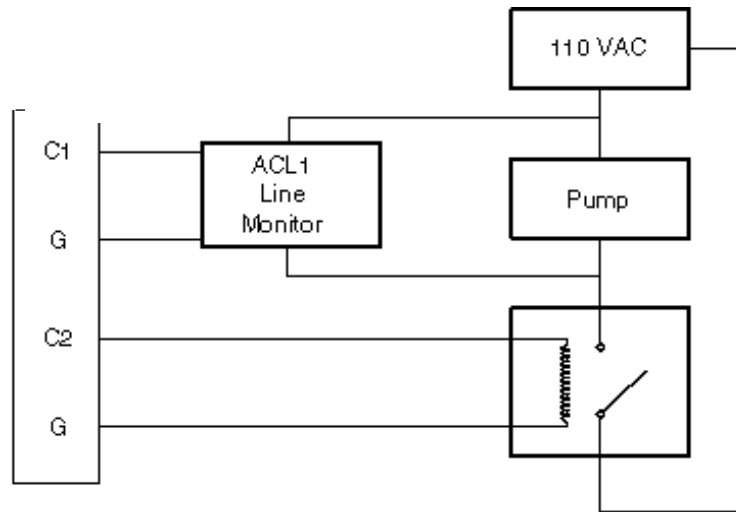 110 VAC
C1
ACL1
Line
Monitor
Pump
G
C2
G